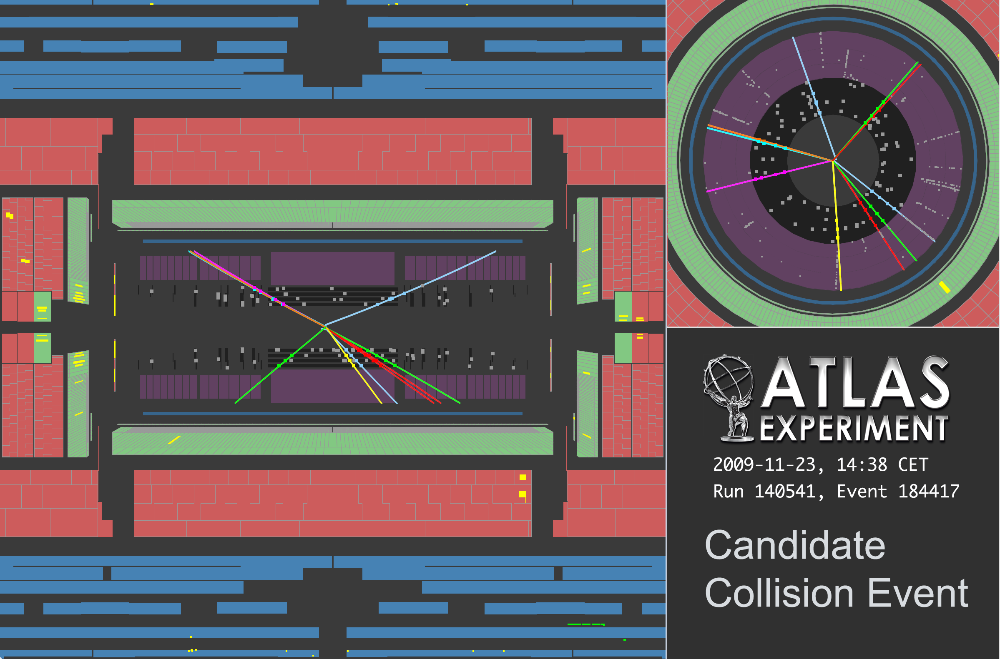 ATLAS
EXPERIMENT
2009-11-23, 14:38 CET
Run 140541, Event 184417
Candidate
Collision Event